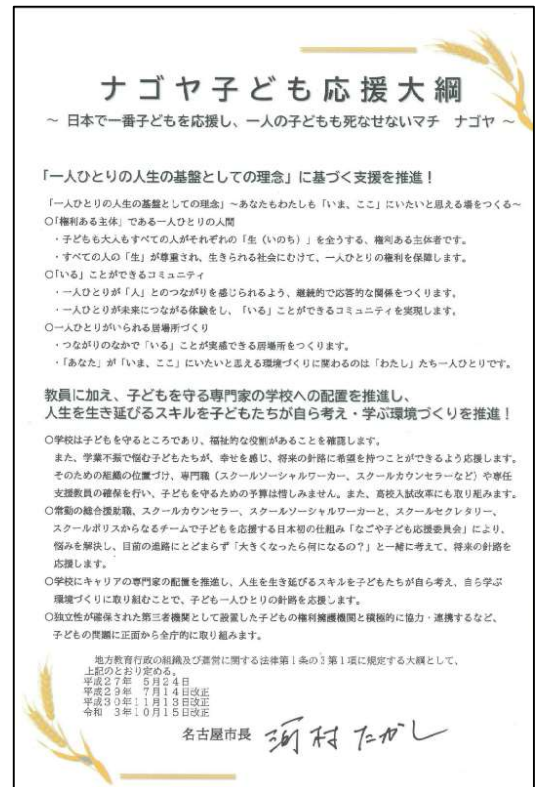 ナゴヤ子ども応援大綱
～ 日本で一番子どもを応援し、一人の子どもも死なせないマチ　ナゴヤ ～
「一人ひとりの人生の基盤としての理念」に基づく支援を推進！
「一人ひとりの人生の基盤としての理念」～あなたもわたしも「いま、ここ」にいたいと思える場をつくる～
○「権利ある主体」である一人ひとりの人間
・子どもも大人もすべての人がそれぞれの「生（いのち）」を全うする、権利ある主体者です。
・すべての人の「生」が尊重され、生きられる社会にむけて、一人ひとりの権利を保障します。
○「いる」ことができるコミュニティ
・一人ひとりが「人」とのつながりを感じられるよう、継続的で応答的な関係をつくります。
・一人ひとりが未来につながる体験をし、「いる」ことができるコミュニティを実現します。
○一人ひとりがいられる居場所づくり
・つながりのなかで「いる」ことが実感できる居場所をつくります。
・「あなた」が「いま、ここ」にいたいと思える環境づくりに関わるのは「わたし」たち一人ひとりです。
教員に加え、子どもを守る専門家の学校への配置を推進し、
人生を生き延びるスキルを子どもたちが自ら考え・学ぶ環境づくりを推進！
○学校は子どもを守るところであり、福祉的な役割があることを確認します。
また、学業不振で悩む子どもたちが、幸せを感じ、将来の針路に希望を持つことができるよう応援します。
そのための組織の位置づけ、専門職（スクールソーシャルワーカー、スクールカウンセラーなど）や専任
支援教員の確保を行い、子どもを守るための予算は惜しみません。また、高校入試改革にも取り組みます。
○常勤の総合援助職、スクールカウンセラー、スクールソーシャルワーカーと、スクールセクレタリー、
スクールポリスからなるチームで子どもを応援する日本初の仕組み「なごや子ども応援委員会」により、
悩みを解決し、目前の進路にとどまらず「大きくなったら何になるの？」と一緒に考えて、将来の針路を
応援します。
○学校にキャリアの専門家の配置を推進し、人生を生き延びるスキルを子どもたちが自ら考え、自ら学ぶ
環境づくりに取り組むことで、子ども一人ひとりの針路を応援します。
○独立性が確保された第三者機関として設置した子どもの権利擁護機関と積極的に協力・連携するなど、
子どもの問題に正面から全庁的に取り組みます。
地方教育行政の組織及び運営に関する法律第１条の３第１項に規定する大綱として、
上記のとおり定める。
平成２７年　５月２４日
平成２９年　７月１４日改正
平成３０年１１月１３日改正
令和　３年１０月１５日改正
名古屋市長　河村たかし